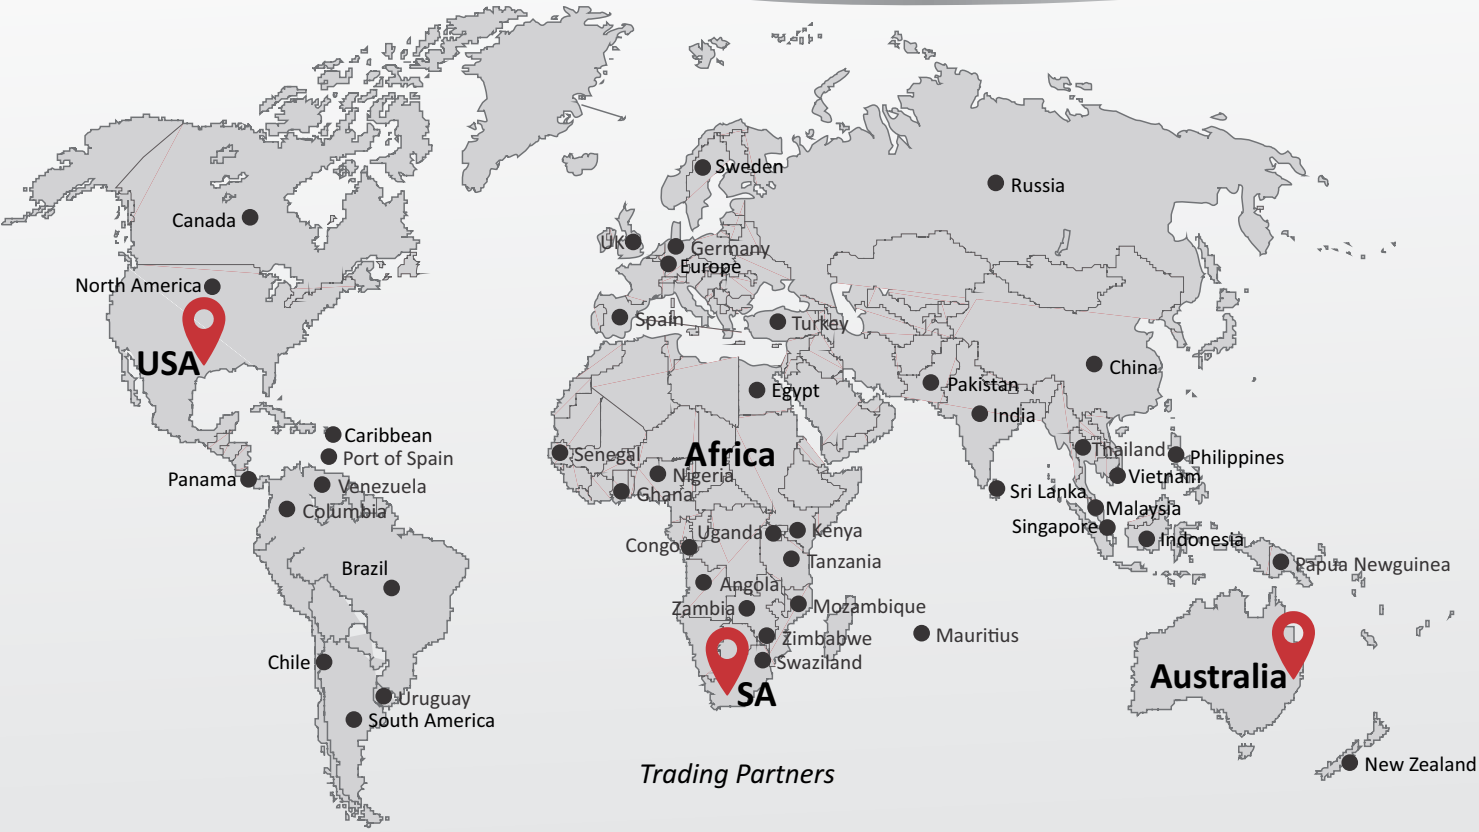 Sweden
Russia
Canada
UK
Germany
Europe
North America
Spain
Turkey
USA
China
Pakistan
Egypt
India
Caribbean
Port of Spain
Senegal
Africa
Thailand
Philippines
Panama
Venezuela
Nigeria
Vietnam
Ghana
Sri Lanka
Columbia
Malaysia
Singapore
Uganda
Kenya
Indonesia
Congo
Tanzania
Papua Newguinea
Brazil
Angola
Zambia
Mozambique
Zimbabwe
Mauritius
Chile
Swaziland
Australia
SA
Uruguay
South America
New Zealand
Trading Partners